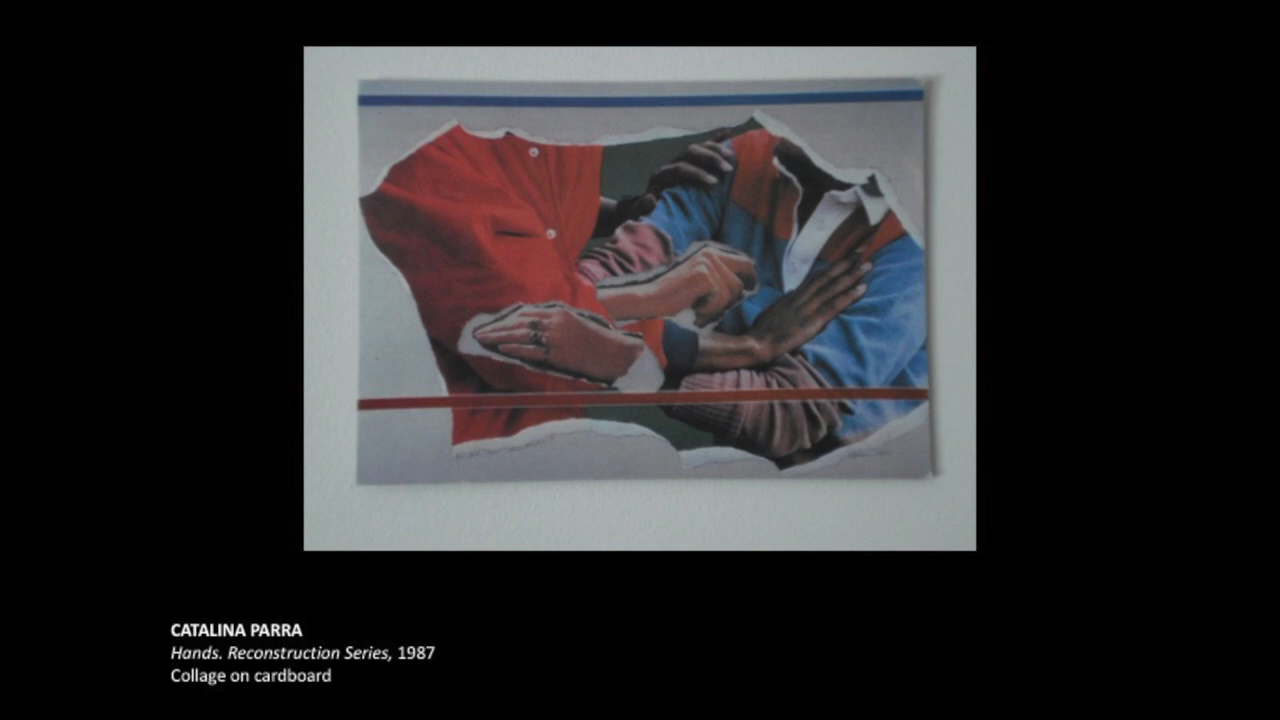 CATALINA PARRA
Hands. Reconstruction Series, 1987
Collage on cardboard